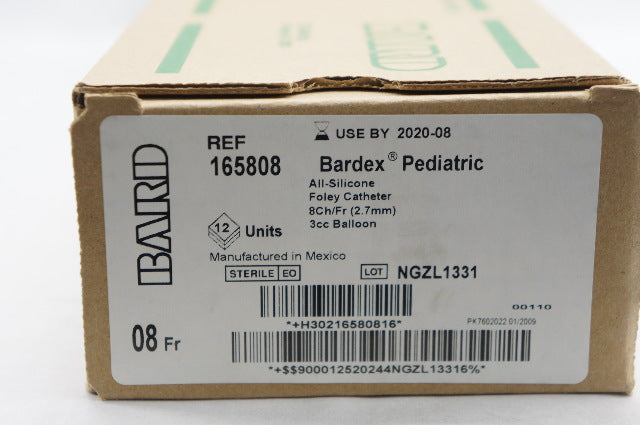 BARD
BARD
REF
165808
USE BY 2020-08
Bardex® Pediatric
All-Silicone
Foley Catheter
8Ch/Fr (2.7mm)
3cc Balloon
12 Units
Manufactured in Mexico
STERILE EO
LOT NGZL1331
00110
*+H30216580816*
PK7602022 01/2009
08 Fr
*+$$900012520244NGZL13316%*